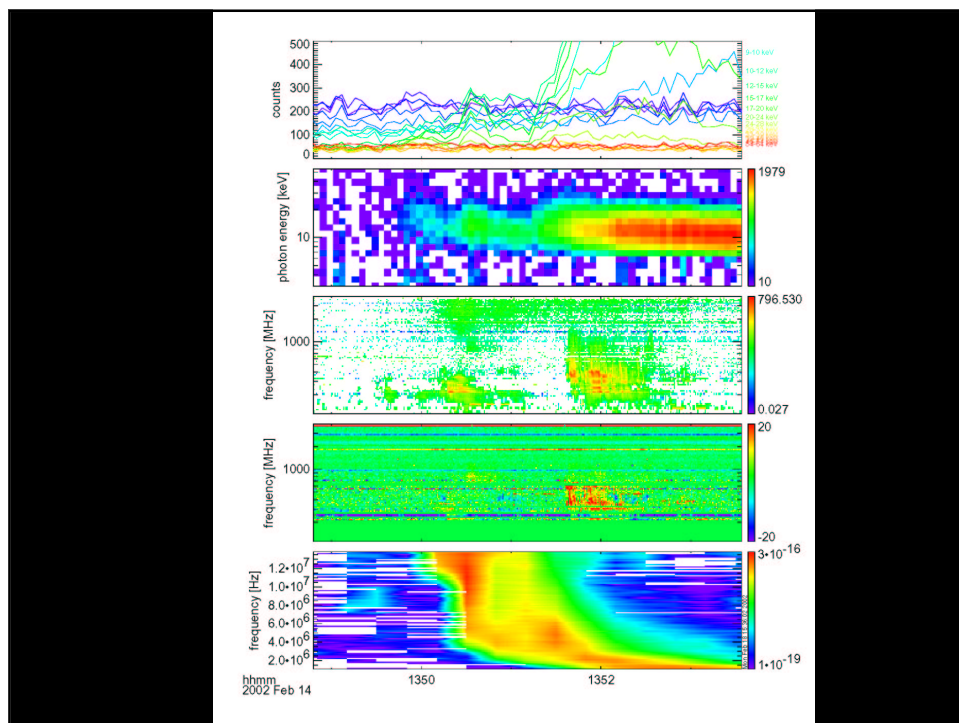 500
400
300
200
100
0
counts
9-10 keV
10-12 keV
12-15 keV
15-17 keV
17-20 keV
20-24 keV
photon energy [keV]
10
1979
10
frequency [MHz]
1000
796.530
0.027
frequency [MHz]
1000
20
-20
frequency [Hz]
1.2•10⁷
1.0•10⁷
8.0•10⁶
6.0•10⁶
4.0•10⁶
2.0•10⁶
3•10⁻¹⁶
1•10⁻¹⁹
hhmm
1350
1352
2002 Feb 14